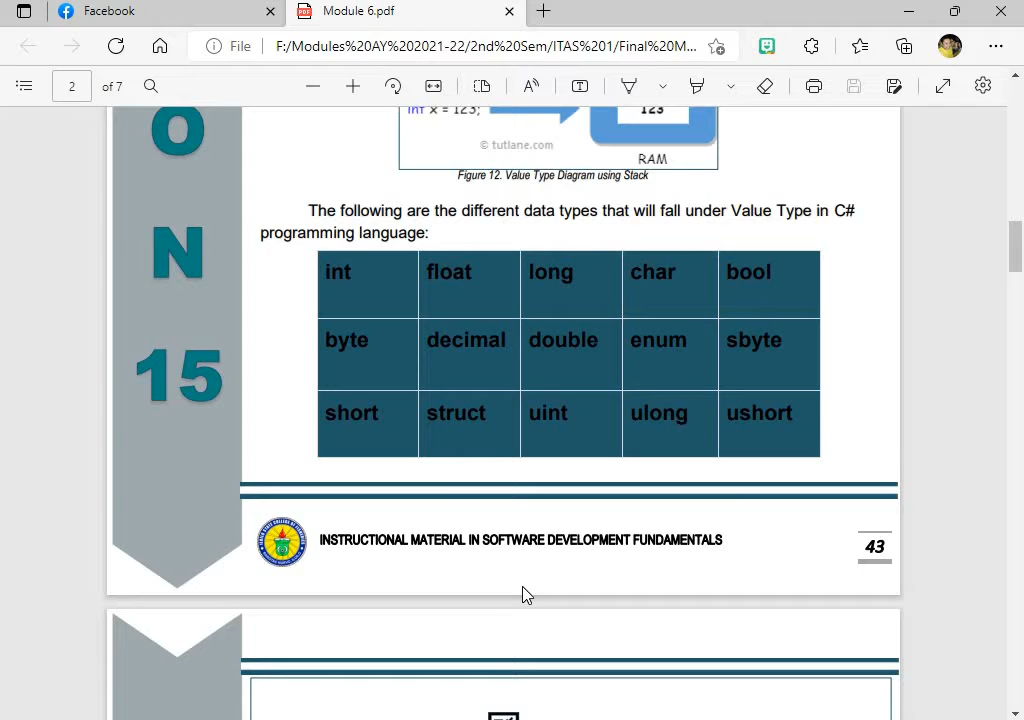 Facebook
Module 6.pdf
File
F:/Modules%20AY%202021-22/2nd%20Sem/ITAS%201/Final%20M...
2 of 7
O
N
15
int x = 123;
123
© tutlane.com
RAM
Figure 12. Value Type Diagram using Stack
The following are the different data types that will fall under Value Type in C#
programming language:
int float long char bool
byte decimal double enum sbyte
short struct uint ulong ushort
INSTRUCTIONAL MATERIAL IN SOFTWARE DEVELOPMENT FUNDAMENTALS
43